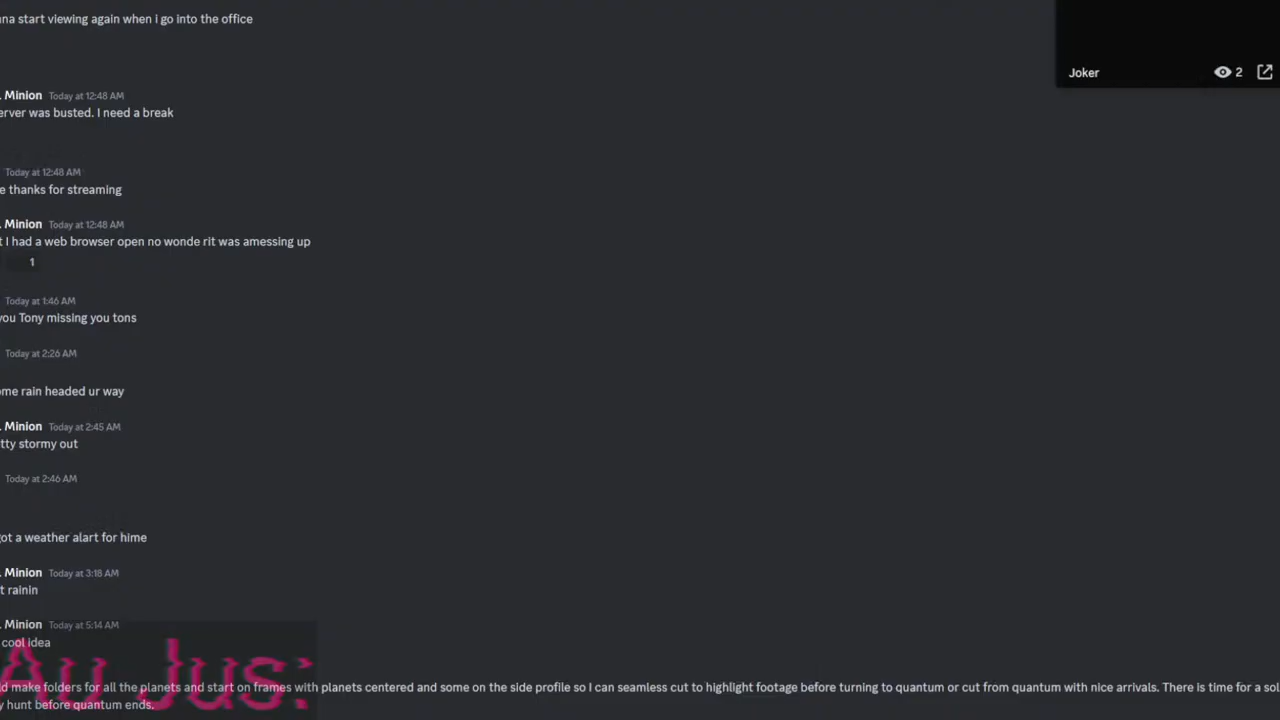 start viewing again when i go into the office
Joker 2
. Minion Today at 12:48 AM
was busted. I need a break
Today at 12:48 AM
thanks for streaming
. Minion Today at 12:48 AM
I had a web browser open no wonde rit was amessing up
1
Today at 1:46 AM
you Tony missing you tons
Today at 2:26 AM
rain headed ur way
. Minion Today at 2:45 AM
stormy out
Today at 2:46 AM
got a weather alart for hime
. Minion Today at 3:18 AM
rainin
. Minion Today at 5:14 AM
cool idea
Au Jus:
make folders for all the planets and start on frames with planets centered and some on the side profile so I can seamless cut to highlight footage before turning to quantum or cut from quantum with nice arrivals. There is time for a
hunt before quantum ends.